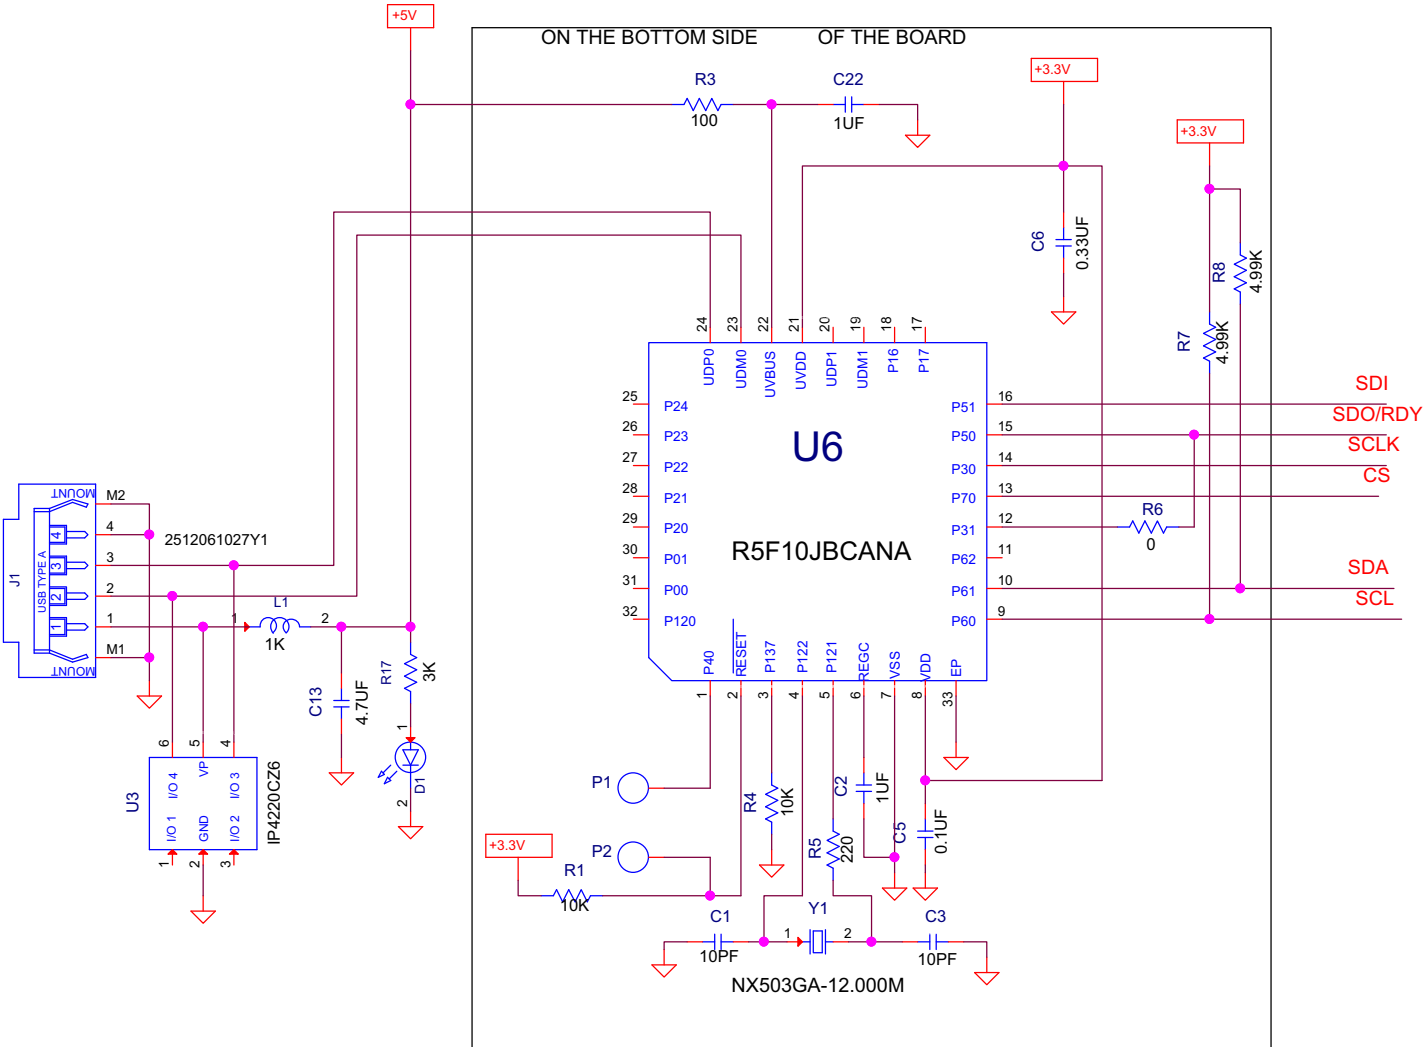 +5V
ON THE BOTTOM SIDE OF THE BOARD
R3
100
C22
1UF
+3.3V
+3.3V
C6
0.33UF
R8
4.99K
R7
4.99K
24 23 22 21 20 19 18 17
UDP0 UDM0 UVBUS UVDD UDP1 UDM1 P16 P17
25 P24
26 P23
27 P22
28 P21
29 P20
30 P01
31 P00
32 P120
U6
R5F10JBCANA
P51 16
P50 15
P30 14
P70 13
P31 12
P62 11
P61 10
P60 9
SDI
SDO/RDY
SCLK
CS
R6
0
SDA
SCL
P40 RESET P137 P122 P121 REGC VSS VDD EP
1 2 3 4 5 6 7 8 33
J1
USB TYPE A
MOUNT M2
4 4
3 3
2 2
1 1
MOUNT M1
2512061027Y1
L1
1 2
1K
C13
4.7UF
R17
3K
1
D1
2
6 5 4
I/O 4 VP I/O 3
U3
IP4220CZ6
I/O 1 GND I/O 2
1 2 3
P1
P2
+3.3V
R1
10K
R4
10K
R5
220
C2
1UF
C5
0.1UF
C1
10PF
Y1
1 2
C3
10PF
NX503GA-12.000M